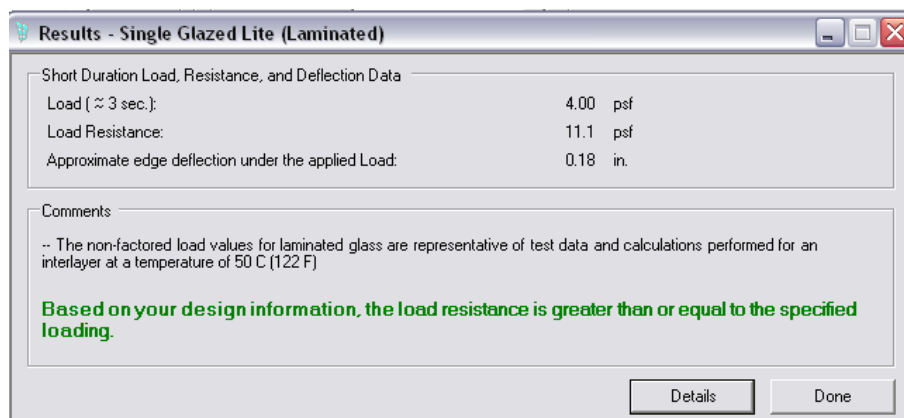 Results - Single Glazed Lite (Laminated)
Short Duration Load, Resistance, and Deflection Data
Load ( ≈ 3 sec.): 4.00 psf
Load Resistance: 11.1 psf
Approximate edge deflection under the applied Load: 0.18 in.
Comments
-- The non-factored load values for laminated glass are representative of test data and calculations performed for an
interlayer at a temperature of 50 C (122 F)
Based on your design information, the load resistance is greater than or equal to the specified
loading.
Details Done